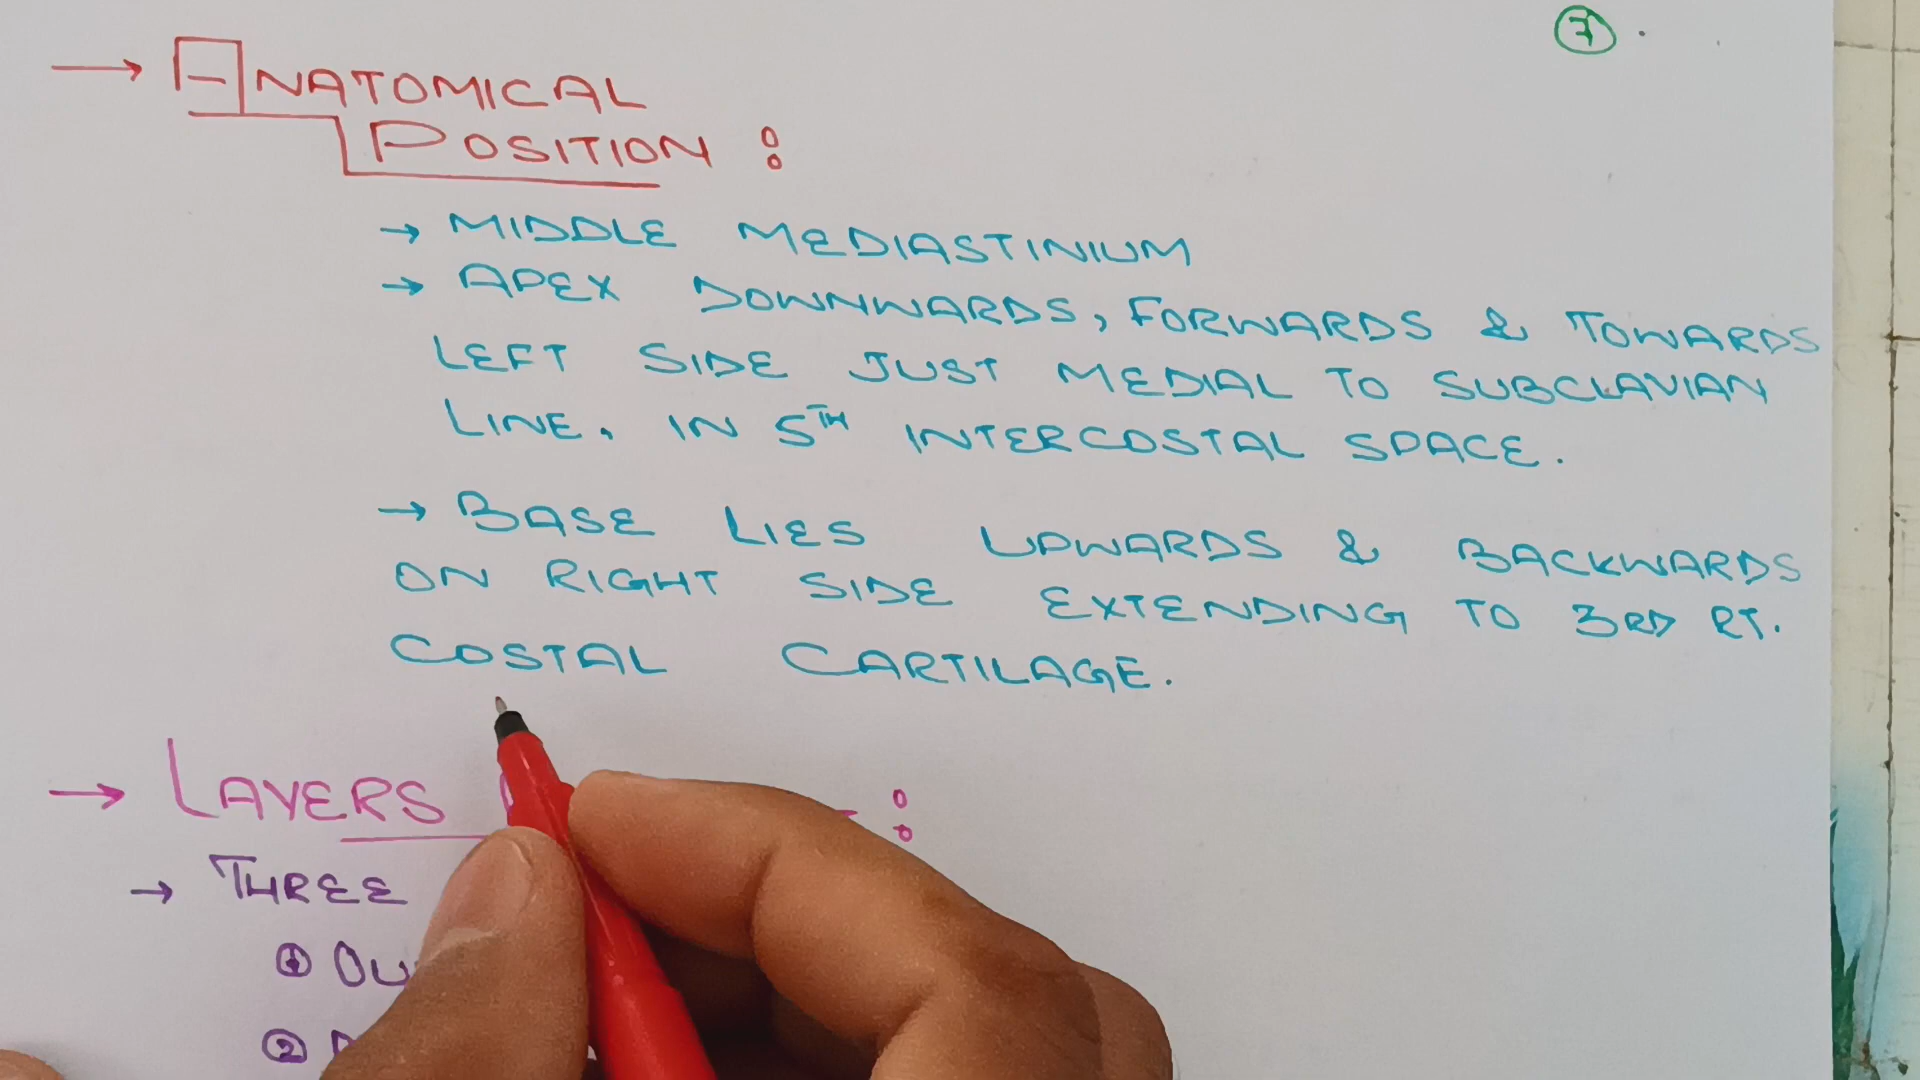 7.
→ ANATOMICAL
POSITION :
→ MIDDLE MEDIASTINIUM
→ APEX DOWNWARDS, FORWARDS & TOWARDS
LEFT SIDE JUST MEDIAL TO SUBCLAVIAN
LINE. IN 5TH INTERCOSTAL SPACE.
→ BASE LIES UPWARDS & BACKWARDS
ON RIGHT SIDE EXTENDING TO 3RD RT.
COSTAL CARTILAGE.
→ LAYERS :
→ THREE
1
2